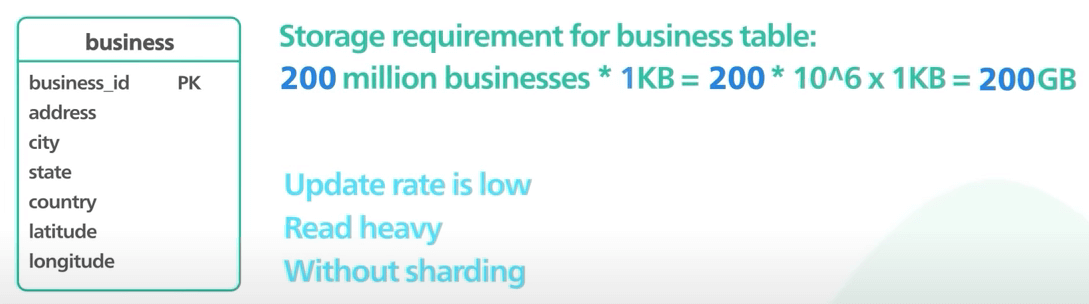 business
business_id PK
address
city
state
country
latitude
longitude
Storage requirement for business table:
200 million businesses * 1KB = 200 * 10^6 x 1KB = 200GB
Update rate is low
Read heavy
Without sharding